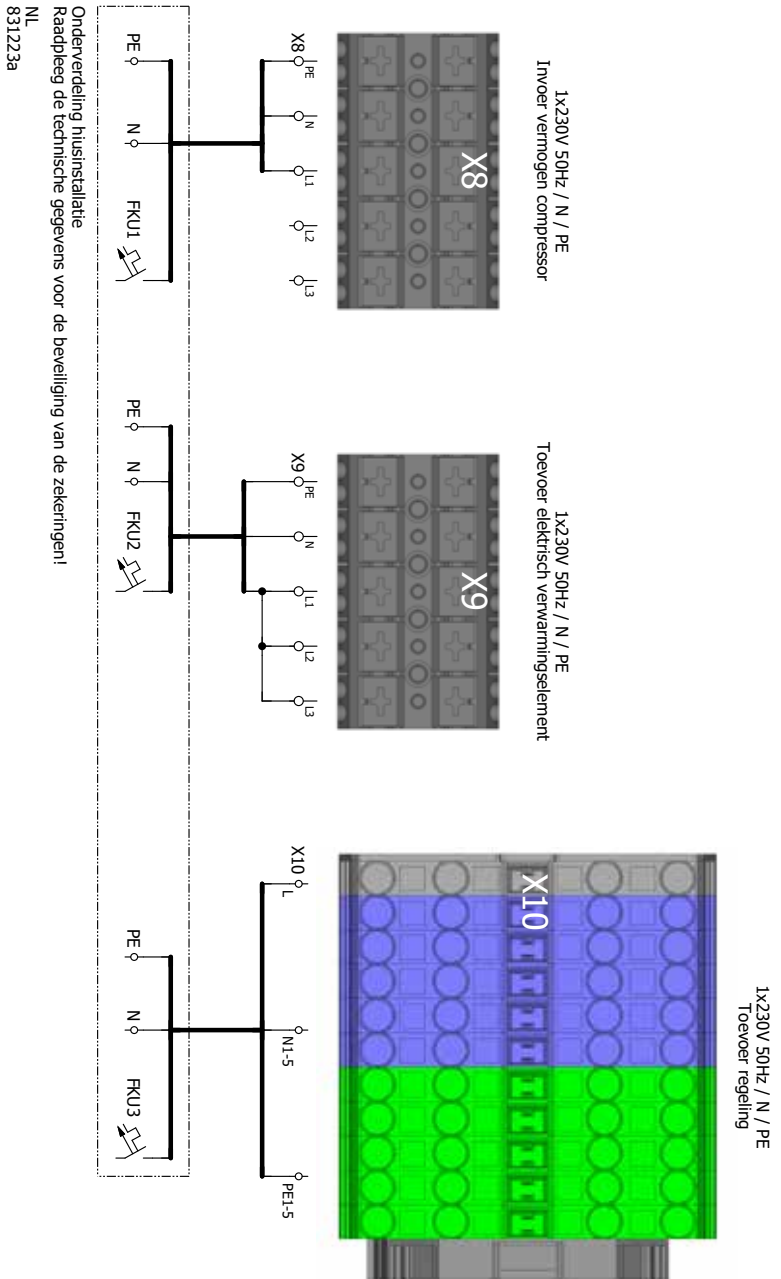 1x230V 50Hz / N / PE
Invoer vermogen compressor
X8
X8
PE
N
L1
L2
L3
PE
N
FKU1
1x230V 50Hz / N / PE
Toevoer elektrisch verwarmingselement
X9
X9
PE
N
L1
L2
L3
PE
N
FKU2
1x230V 50Hz / N / PE
Toevoer regeling
X10
X10
L
N1-5
PE1-5
PE
N
FKU3
Onderverdeling hiusinstallatie
Raadpleeg de technische gegevens voor de beveiliging van de zekeringen!
NL
831223a